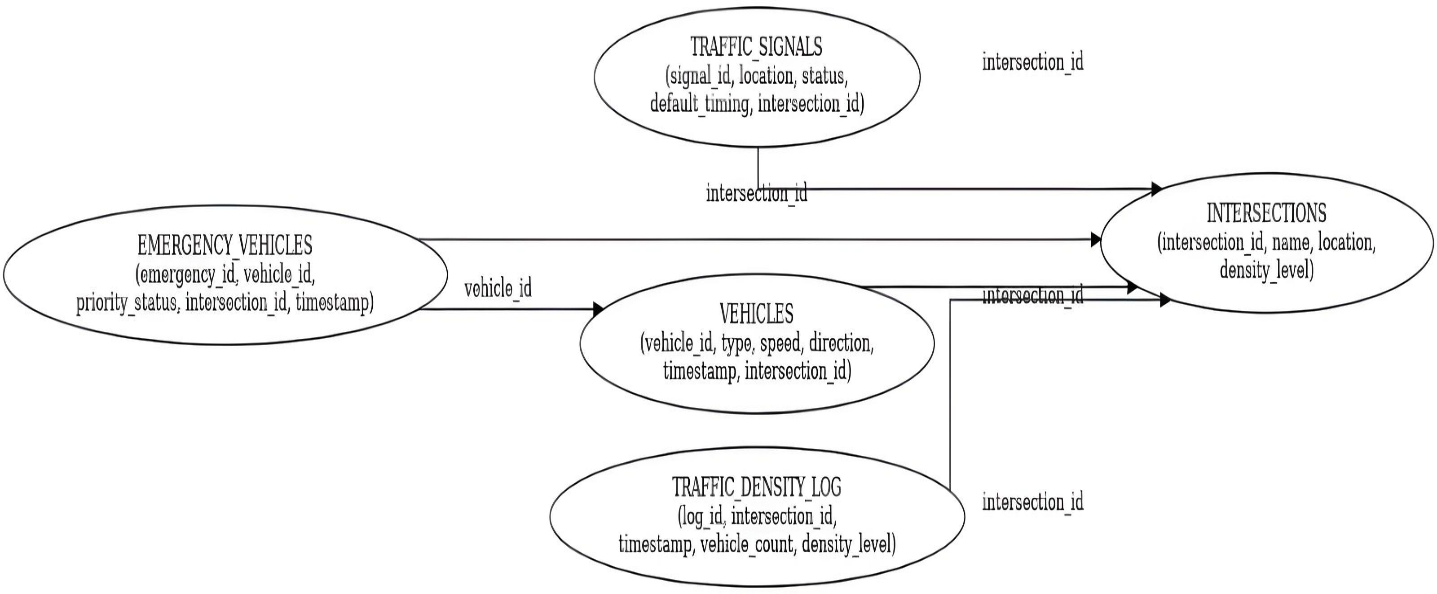 TRAFFIC_SIGNALS
(signal_id, location, status,
default_timing, intersection_id)
intersection_id
intersection_id
INTERSECTIONS
(intersection_id, name, location,
density_level)
EMERGENCY_VEHICLES
(emergency_id, vehicle_id,
priority_status, intersection_id, timestamp)
vehicle_id
intersection_id
VEHICLES
(vehicle_id, type, speed, direction,
timestamp, intersection_id)
TRAFFIC_DENSITY_LOG
(log_id, intersection_id,
timestamp, vehicle_count, density_level)
intersection_id